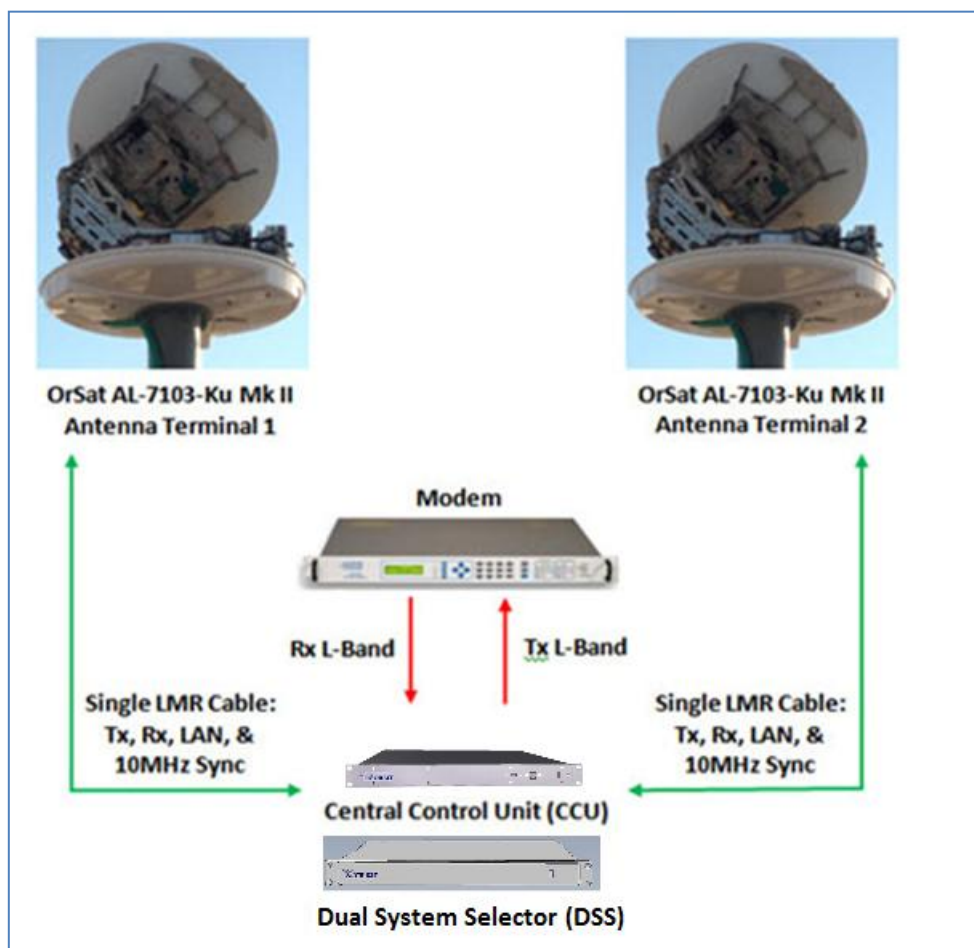 OrSat AL-7103-Ku Mk II
Antenna Terminal 1
OrSat AL-7103-Ku Mk II
Antenna Terminal 2
Modem
Rx L-Band
Tx L-Band
Single LMR Cable:
Tx, Rx, LAN, &
10MHz Sync
Single LMR Cable:
Tx, Rx, LAN, &
10MHz Sync
Central Control Unit (CCU)
Dual System Selector (DSS)